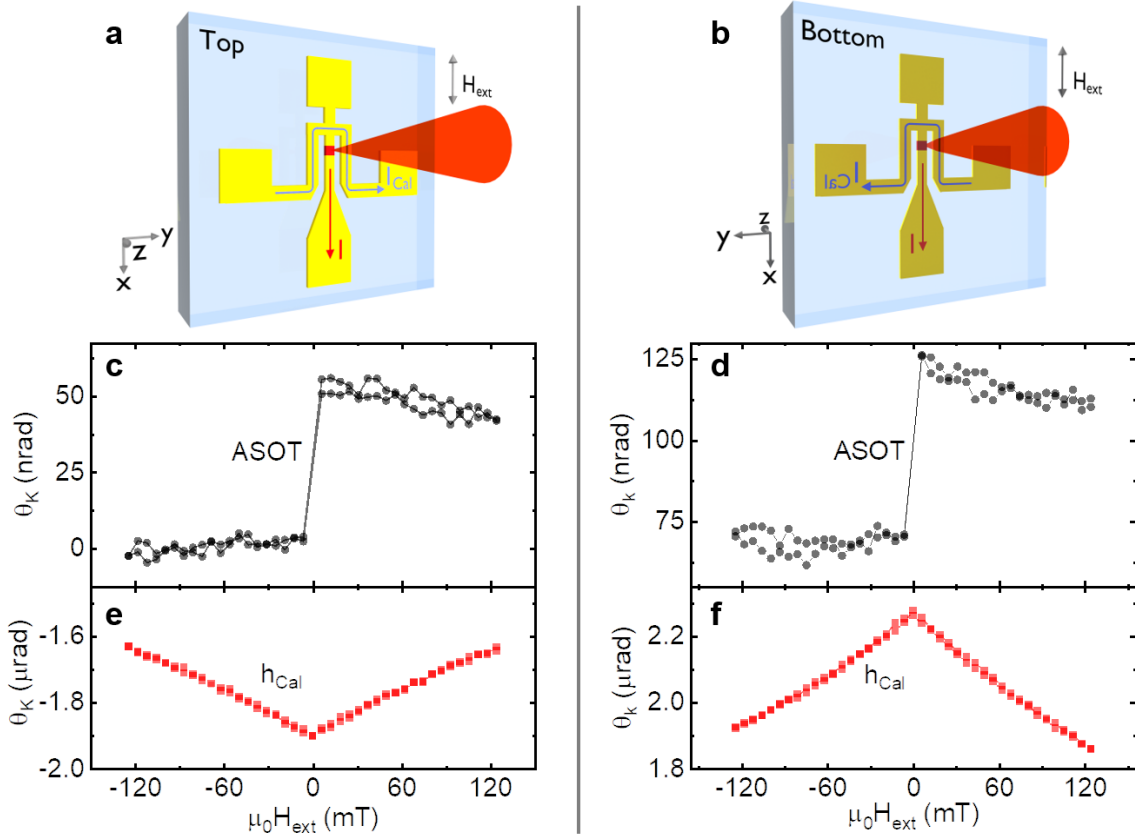 a
Top
H_ext
I_Cal
I
y
z
x
b
Bottom
H_ext
I_Cal
I
z
y
x
c
50
25
0
θ_K (nrad)
ASOT
d
125
100
75
θ_k (nrad)
ASOT
e
-1.6
-1.8
-2.0
θ_K (μrad)
h_Cal
-120 -60 0 60 120
μ₀H_ext (mT)
f
2.2
2.0
1.8
θ_k (μrad)
h_Cal
-120 -60 0 60 120
μ₀H_ext (mT)